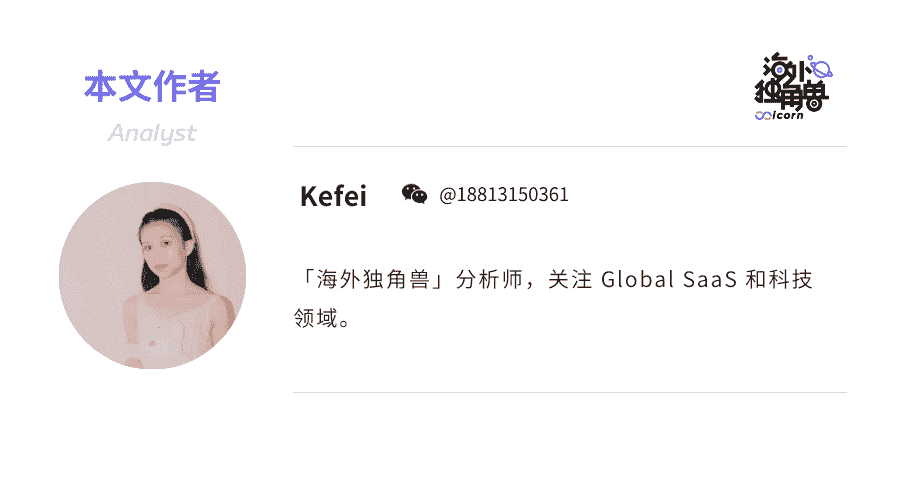 本文作者
Analyst
海外
独角兽
icorn
Kefei
@18813150361
「海外独角兽」分析师，关注 Global SaaS 和科技
领域。